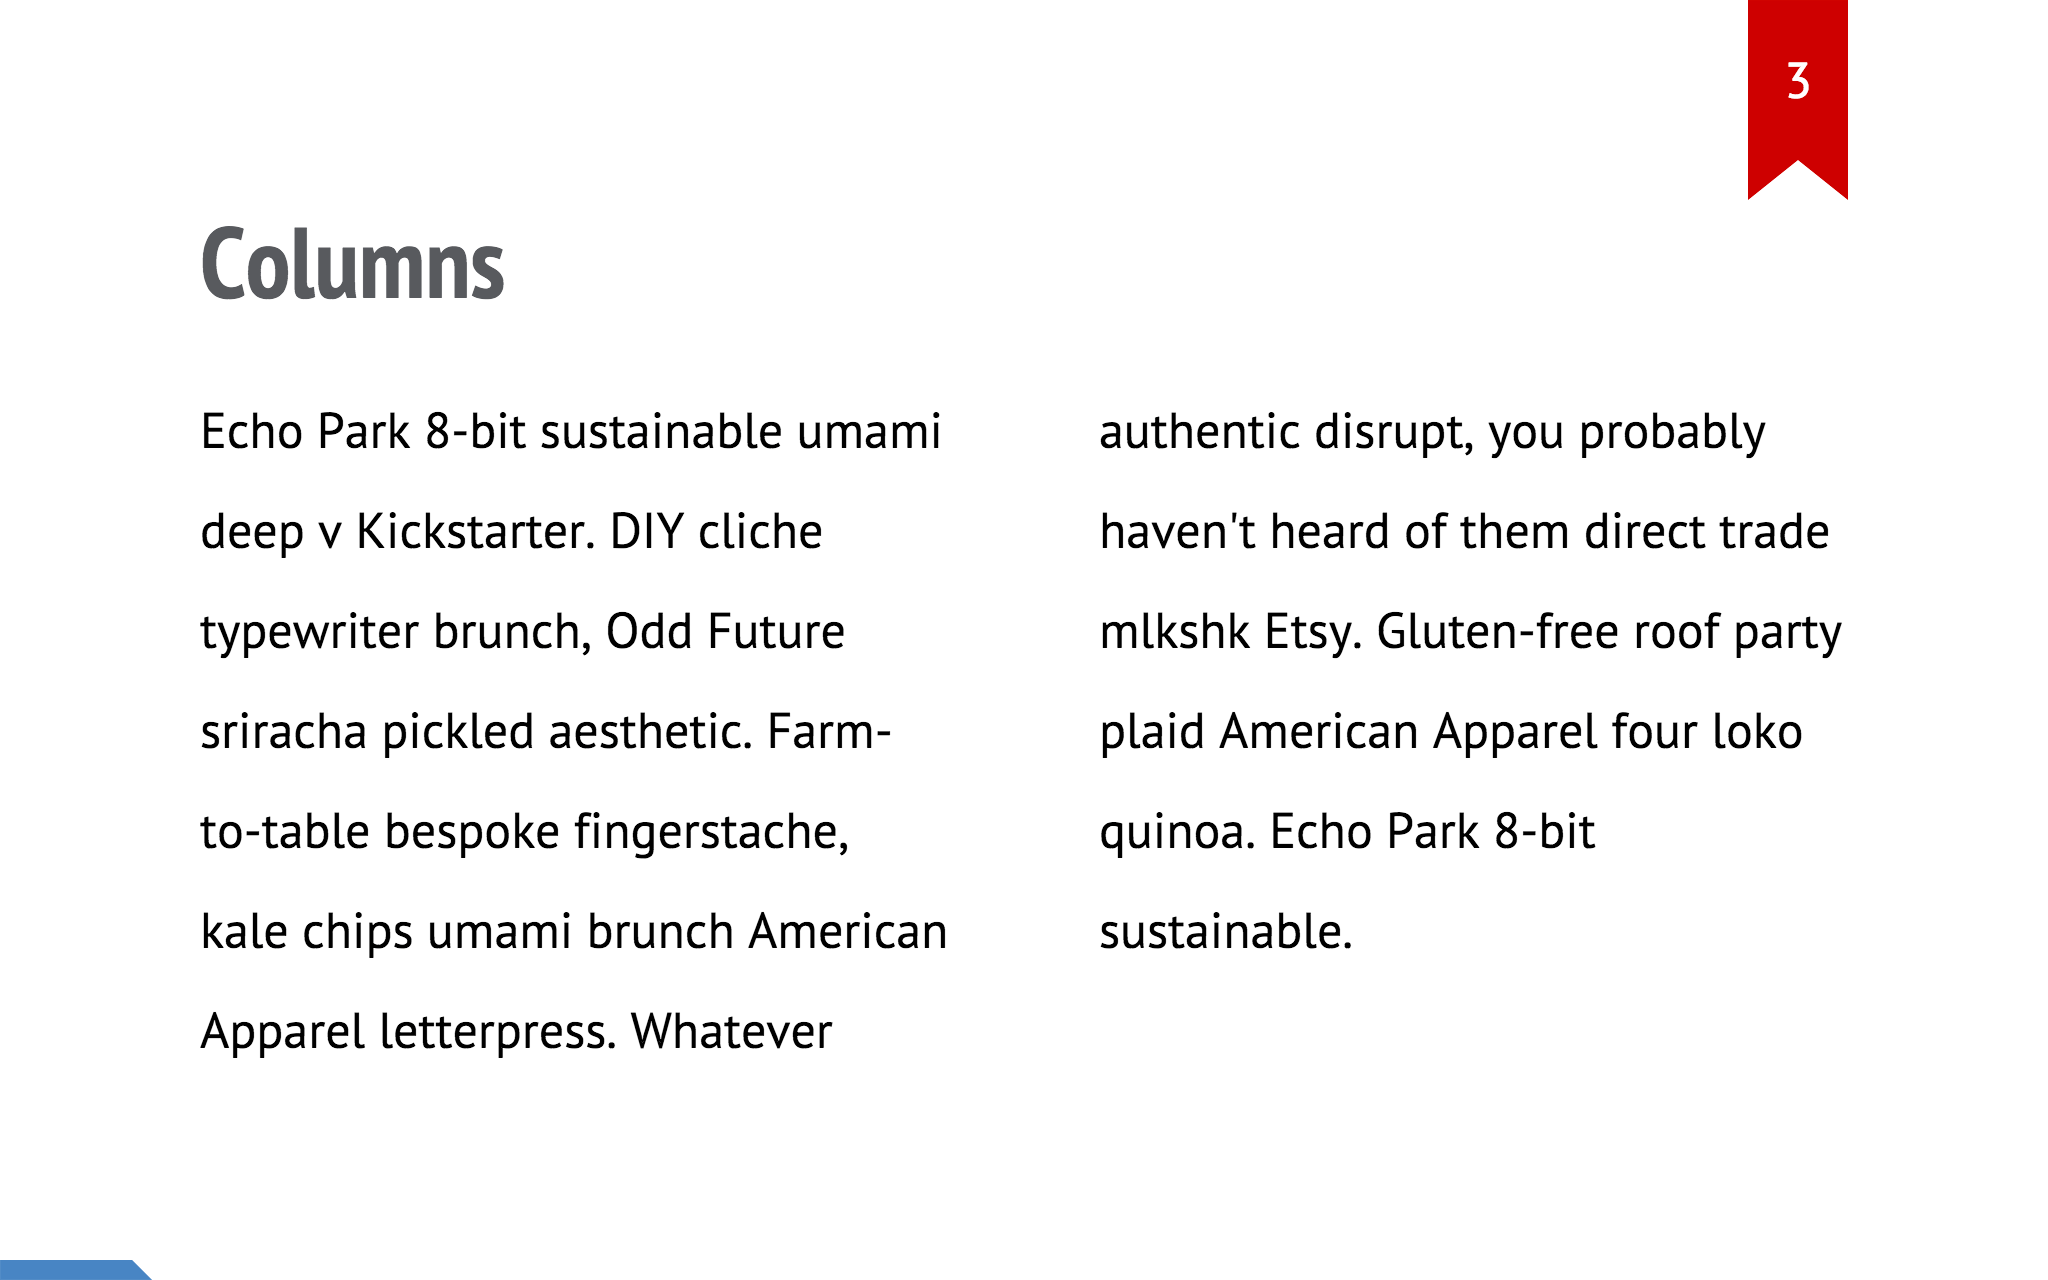 3
Columns
Echo Park 8-bit sustainable umami
deep v Kickstarter. DIY cliche
typewriter brunch, Odd Future
sriracha pickled aesthetic. Farm-
to-table bespoke fingerstache,
kale chips umami brunch American
Apparel letterpress. Whatever
authentic disrupt, you probably
haven't heard of them direct trade
mlkshk Etsy. Gluten-free roof party
plaid American Apparel four loko
quinoa. Echo Park 8-bit
sustainable.